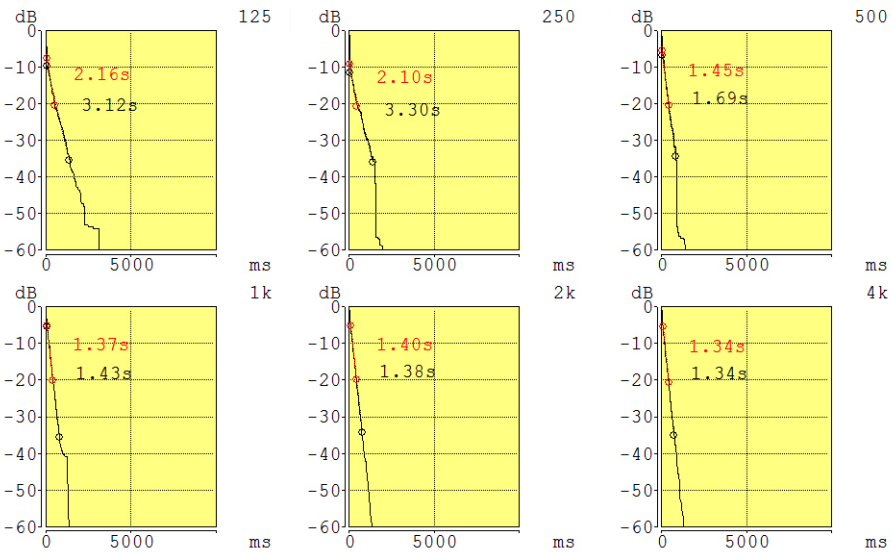 dB 125 dB 250 dB 500
0 0 0
-10 -10 -10
2.16s 2.10s 1.45s
-20 3.12s -20 3.30s -20 1.69s
-30 -30 -30
-40 -40 -40
-50 -50 -50
-60 -60 -60
0 5000 ms 0 5000 ms 0 5000 ms
dB 1k dB 2k dB 4k
0 0 0
-10 1.37s -10 1.40s -10 1.34s
-20 1.43s -20 1.38s -20 1.34s
-30 -30 -30
-40 -40 -40
-50 -50 -50
-60 -60 -60
0 5000 ms 0 5000 ms 0 5000 ms